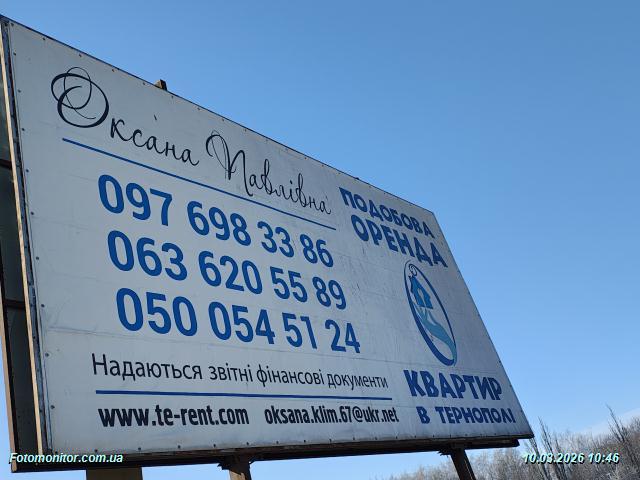 Оксана Павлівна
097 698 33 86
063 620 55 89
050 054 51 24
Надаються звітні фінансові документи
www.te-rent.com oksana.klim.67@ukr.net
ПОДОБОВА
ОРЕНДА
КВАРТИР
В ТЕРНОПОЛІ
Fotomonitor.com.ua
10.03.2026 10:46